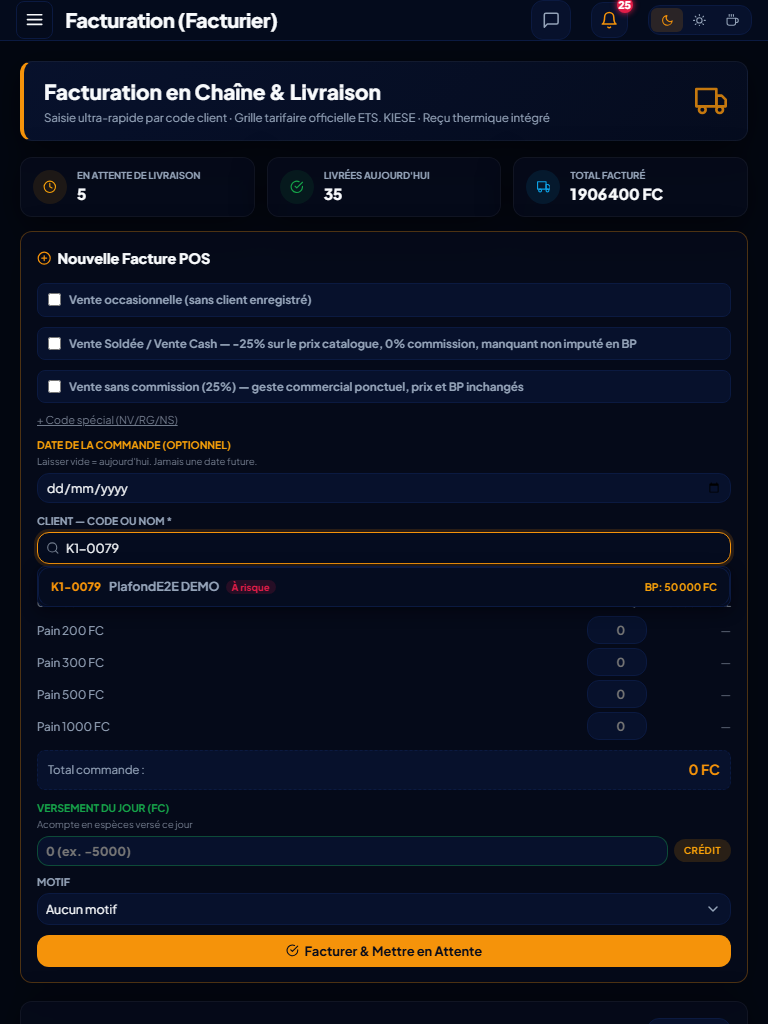 Facturation (Facturier)
25
Facturation en Chaîne & Livraison
Saisie ultra-rapide par code client · Grille tarifaire officielle ETS. KIESE · Reçu thermique intégré
EN ATTENTE DE LIVRAISON
5
LIVRÉES AUJOURD'HUI
35
TOTAL FACTURÉ
1 906 400 FC
Nouvelle Facture POS
Vente occasionnelle (sans client enregistré)
Vente Soldée / Vente Cash — -25% sur le prix catalogue, 0% commission, manquant non imputé en BP
Vente sans commission (25%) — geste commercial ponctuel, prix et BP inchangés
+ Code spécial (NV/RG/NS)
DATE DE LA COMMANDE (OPTIONNEL)
Laisser vide = aujourd'hui. Jamais une date future.
dd/mm/yyyy
CLIENT — CODE OU NOM *
K1-0079
K1-0079 PlafondE2E DEMO À risque BP: 50 000 FC
Pain 200 FC 0 —
Pain 300 FC 0 —
Pain 500 FC 0 —
Pain 1000 FC 0 —
Total commande : 0 FC
VERSEMENT DU JOUR (FC)
Acompte en espèces versé ce jour
0 (ex. -5000) CRÉDIT
MOTIF
Aucun motif
Facturer & Mettre en Attente